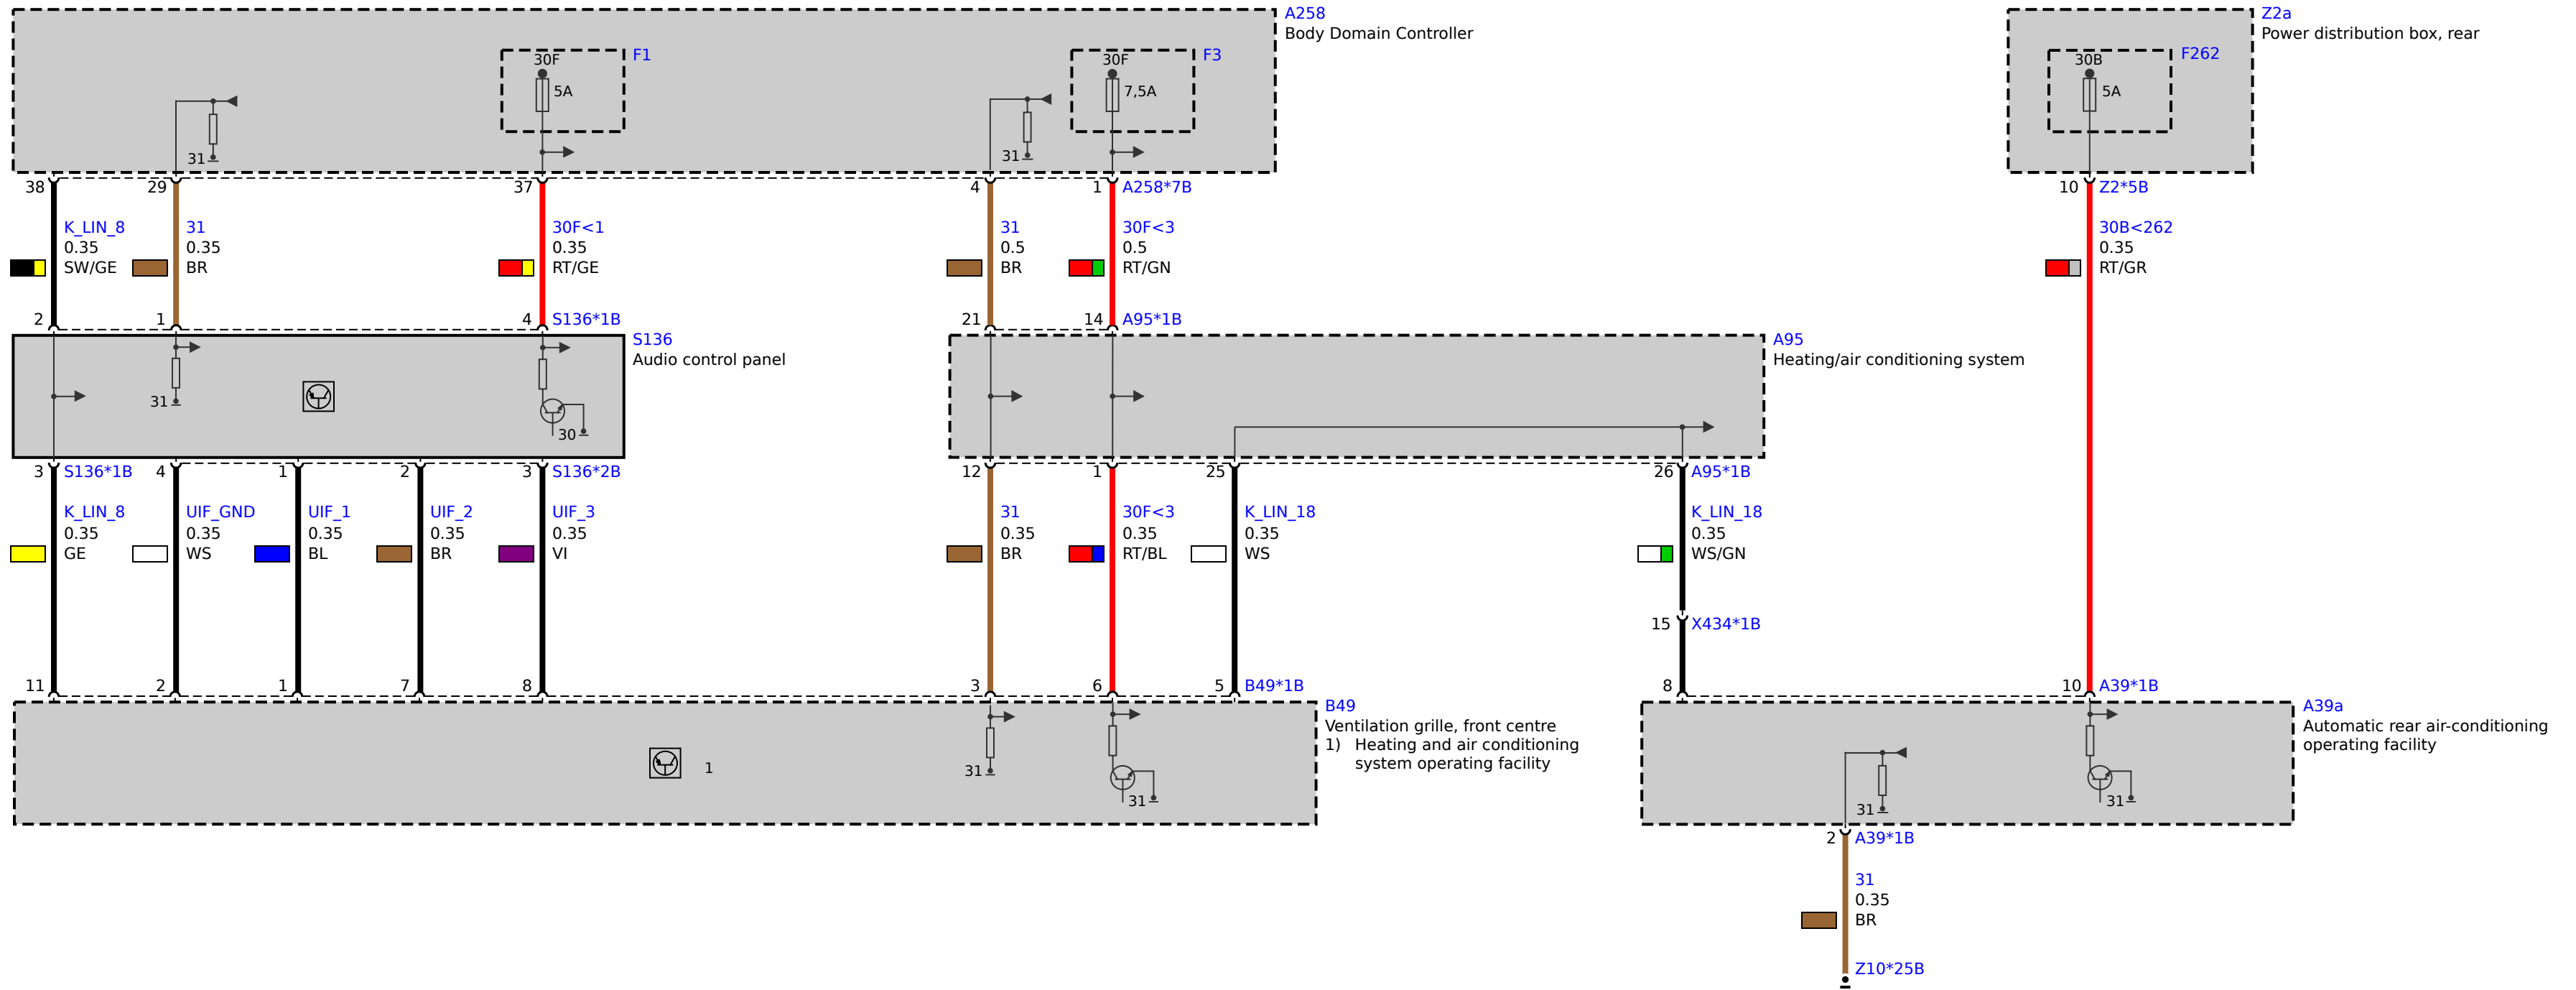 A258
Body Domain Controller
Z2a
Power distribution box, rear
30F
F1
5A
30F
F3
7,5A
30B
F262
5A
31
31
38
29
37
4
1
A258*7B
10
Z2*5B
K_LIN_8
0.35
SW/GE
31
0.35
BR
30F<1
0.35
RT/GE
31
0.5
BR
30F<3
0.5
RT/GN
30B<262
0.35
RT/GR
2
1
4
S136*1B
21
14
A95*1B
S136
Audio control panel
31
30
A95
Heating/air conditioning system
3
S136*1B
4
1
2
3
S136*2B
12
1
25
26
A95*1B
K_LIN_8
0.35
GE
UIF_GND
0.35
WS
UIF_1
0.35
BL
UIF_2
0.35
BR
UIF_3
0.35
VI
31
0.35
BR
30F<3
0.35
RT/BL
K_LIN_18
0.35
WS
K_LIN_18
0.35
WS/GN
15
X434*1B
11
2
1
7
8
3
6
5
B49*1B
8
10
A39*1B
B49
Ventilation grille, front centre
1) Heating and air conditioning
system operating facility
1
31
31
A39a
Automatic rear air-conditioning
operating facility
31
31
2
A39*1B
31
0.35
BR
Z10*25B